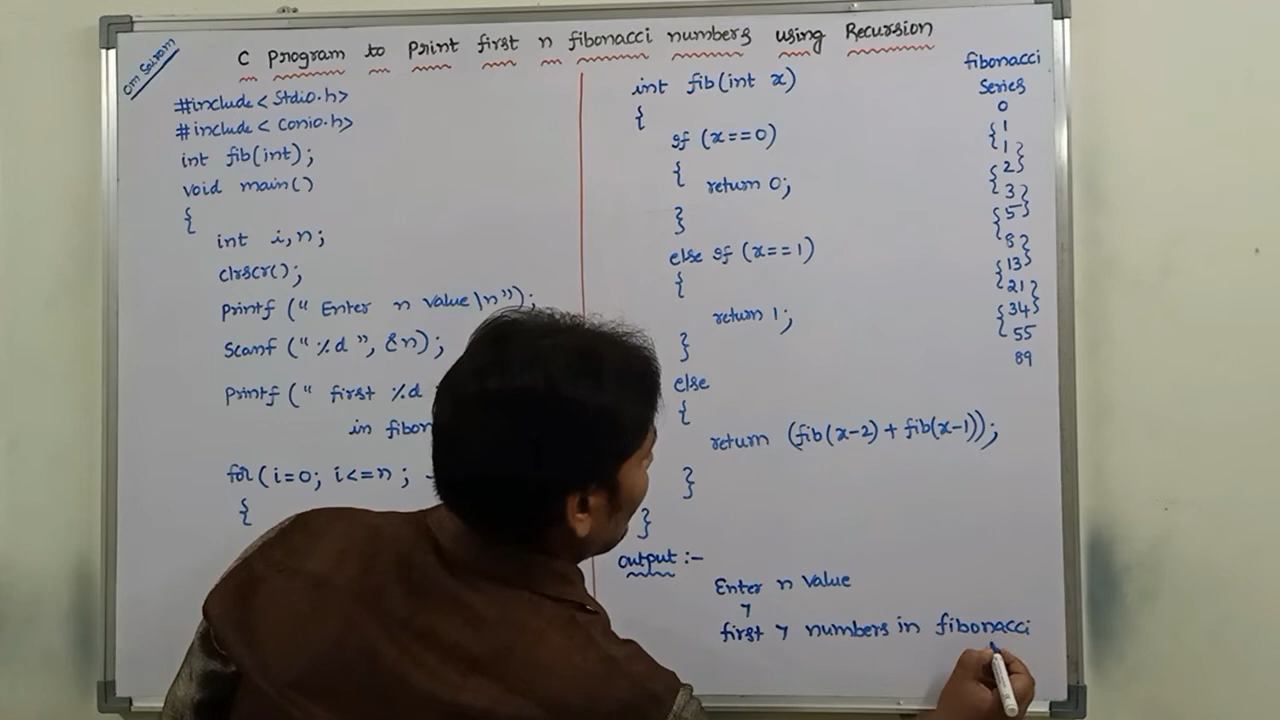 Om Sairam
C Program to Print first n fibonacci numbers using Recursion
#include< Stdio.h>
#include< Conio.h>
int fib(int);
void main()
{
int i,n;
clrscr();
Printf (" Enter n value \n");
Scanf ("%d", &n);
Printf (" first %d
in fibon
for(i=0; i<=n;
{
int fib(int x)
{
if (x==0)
{
return 0;
}
else if (x==1)
{
return 1;
}
else
{
return (fib(x-2) + fib(x-1));
}
}
output :-
Enter n value
7
first 7 numbers in fibonacci
fibonacci
Series
0
1
1
2
3
5
8
13
21
34
55
89